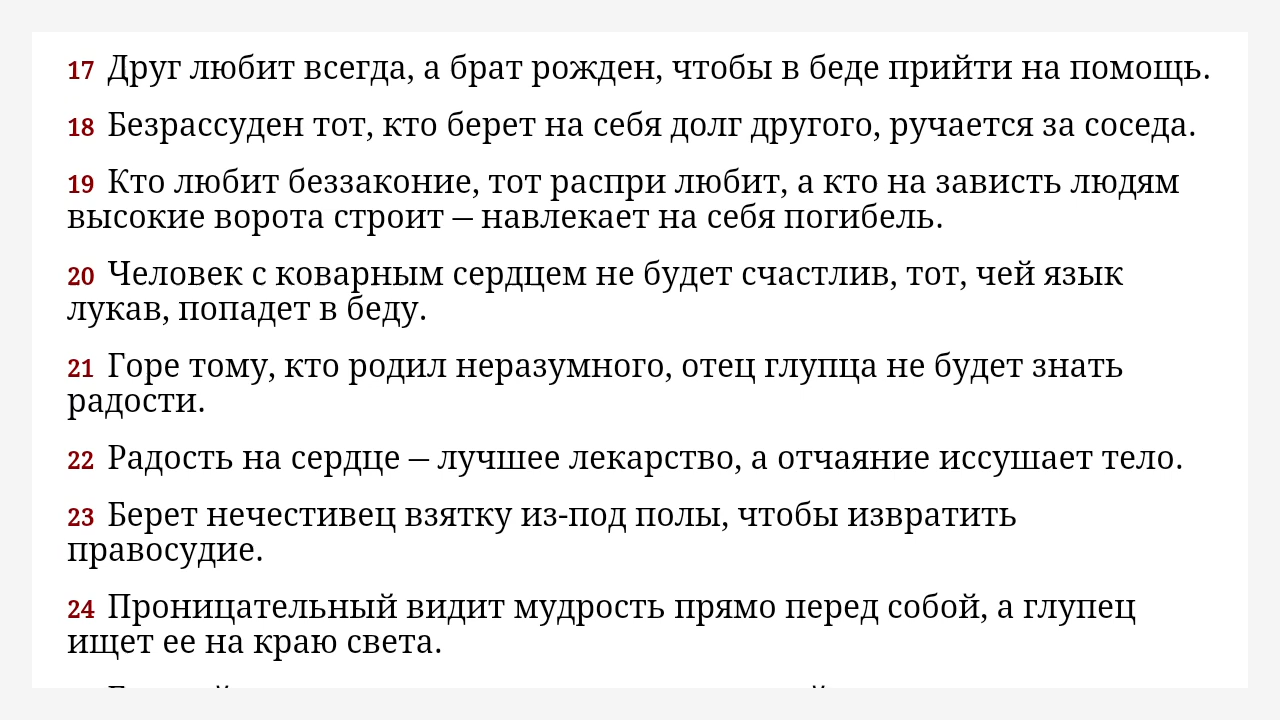 17 Друг любит всегда, а брат рожден, чтобы в беде прийти на помощь.
18 Безрассуден тот, кто берет на себя долг другого, ручается за соседа.
19 Кто любит беззаконие, тот распри любит, а кто на зависть людям
высокие ворота строит – навлекает на себя погибель.
20 Человек с коварным сердцем не будет счастлив, тот, чей язык
лукав, попадет в беду.
21 Горе тому, кто родил неразумного, отец глупца не будет знать
радости.
22 Радость на сердце – лучшее лекарство, а отчаяние иссушает тело.
23 Берет нечестивец взятку из-под полы, чтобы извратить
правосудие.
24 Проницательный видит мудрость прямо перед собой, а глупец
ищет ее на краю света.